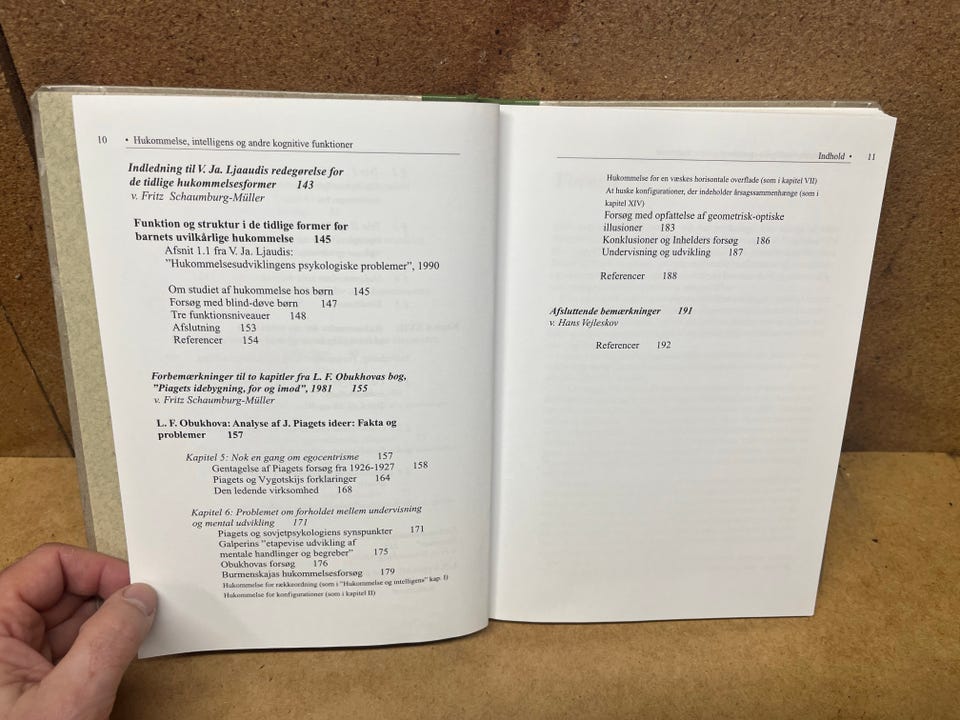 10 • Hukommelse, intelligens og andre kognitive funktioner
Indledning til V. Ja. Ljaaudis redegørelse for
de tidlige hukommelsesformer 143
v. Fritz Schaumburg-Müller
Funktion og struktur i de tidlige former for
barnets uvilkårlige hukommelse 145
Afsnit 1.1 fra V. Ja. Ljaudis:
"Hukommelsesudviklingens psykologiske problemer", 1990
Om studiet af hukommelse hos børn 145
Forsøg med blind-døve børn 147
Tre funktionsniveauer 148
Afslutning 153
Referencer 154
Forbemærkninger til to kapitler fra L. F. Obukhovas bog,
"Piagets idebygning, for og imod", 1981 155
v. Fritz Schaumburg-Müller
L. F. Obukhova: Analyse af J. Piagets ideer: Fakta og
problemer 157
Kapitel 5: Nok en gang om egocentrisme 157
Gentagelse af Piagets forsøg fra 1926-1927 158
Piagets og Vygotskijs forklaringer 164
Den ledende virksomhed 168
Kapitel 6: Problemet om forholdet mellem undervisning
og mental udvikling 171
Piagets og sovjetpsykologiens synspunkter 171
Galperins "etapevise udvikling af
mentale handlinger og begreber" 175
Obukhovas forsøg 176
Burmenskajas hukommelsesforsøg 179
Hukommelse for rækkeordning (som i "Hukommelse og intelligens" kap. I)
Hukommelse for konfigurationer (som i kapitel II)
Indhold • 11
Hukommelse for en væskes horisontale overflade (som i kapitel VII)
At huske konfigurationer, der indeholder årsagssammenhænge (som i
kapitel XIV)
Forsøg med opfattelse af geometrisk-optiske
illusioner 183
Konklusioner og Inhelders forsøg 186
Undervisning og udvikling 187
Referencer 188
Afsluttende bemærkninger 191
v. Hans Vejleskov
Referencer 192